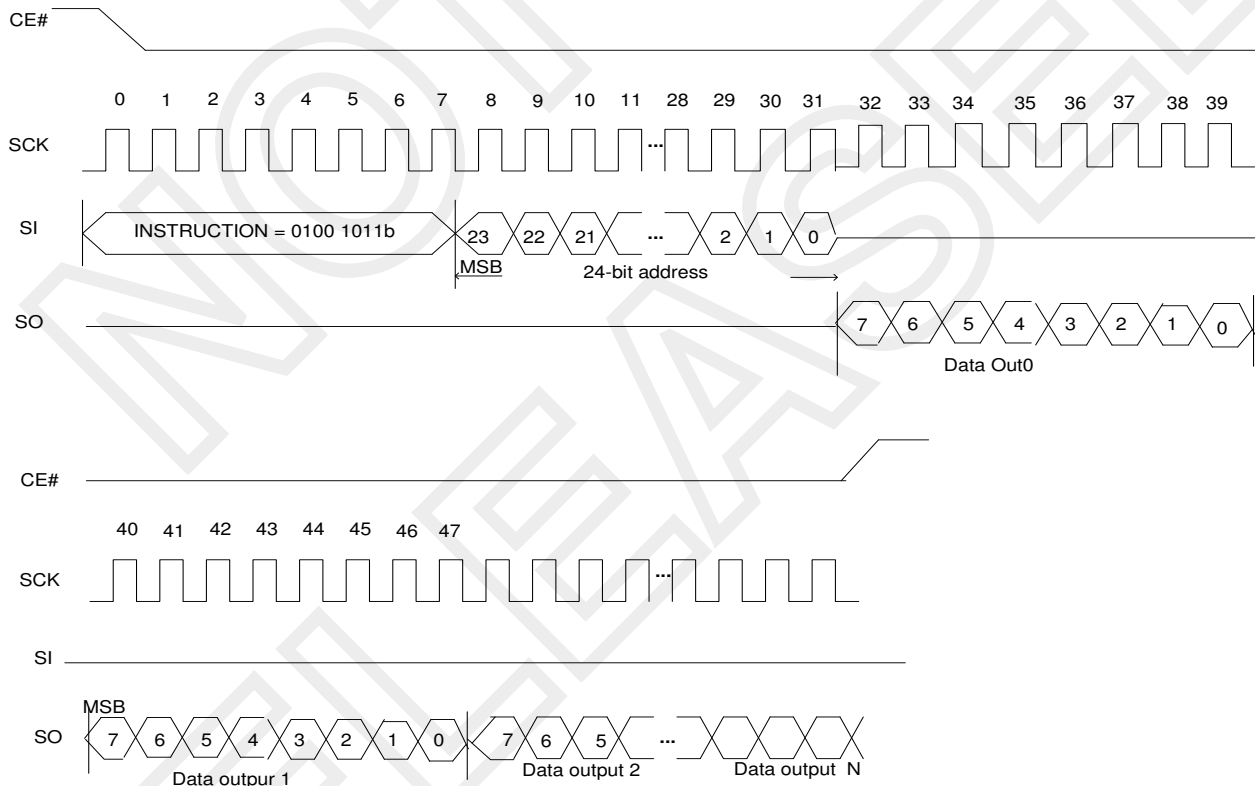 CE#
0 1 2 3 4 5 6 7 8 9 10 11 28 29 30 31 32 33 34 35 36 37 38 39
SCK ...
SI INSTRUCTION = 0100 1011b 23 22 21 ... 2 1 0
MSB 24-bit address
SO 7 6 5 4 3 2 1 0
Data Out0
CE#
40 41 42 43 44 45 46 47
SCK ...
SI
MSB
SO 7 6 5 4 3 2 1 0 7 6 5 ...
Data outpur 1 Data output 2 Data output N